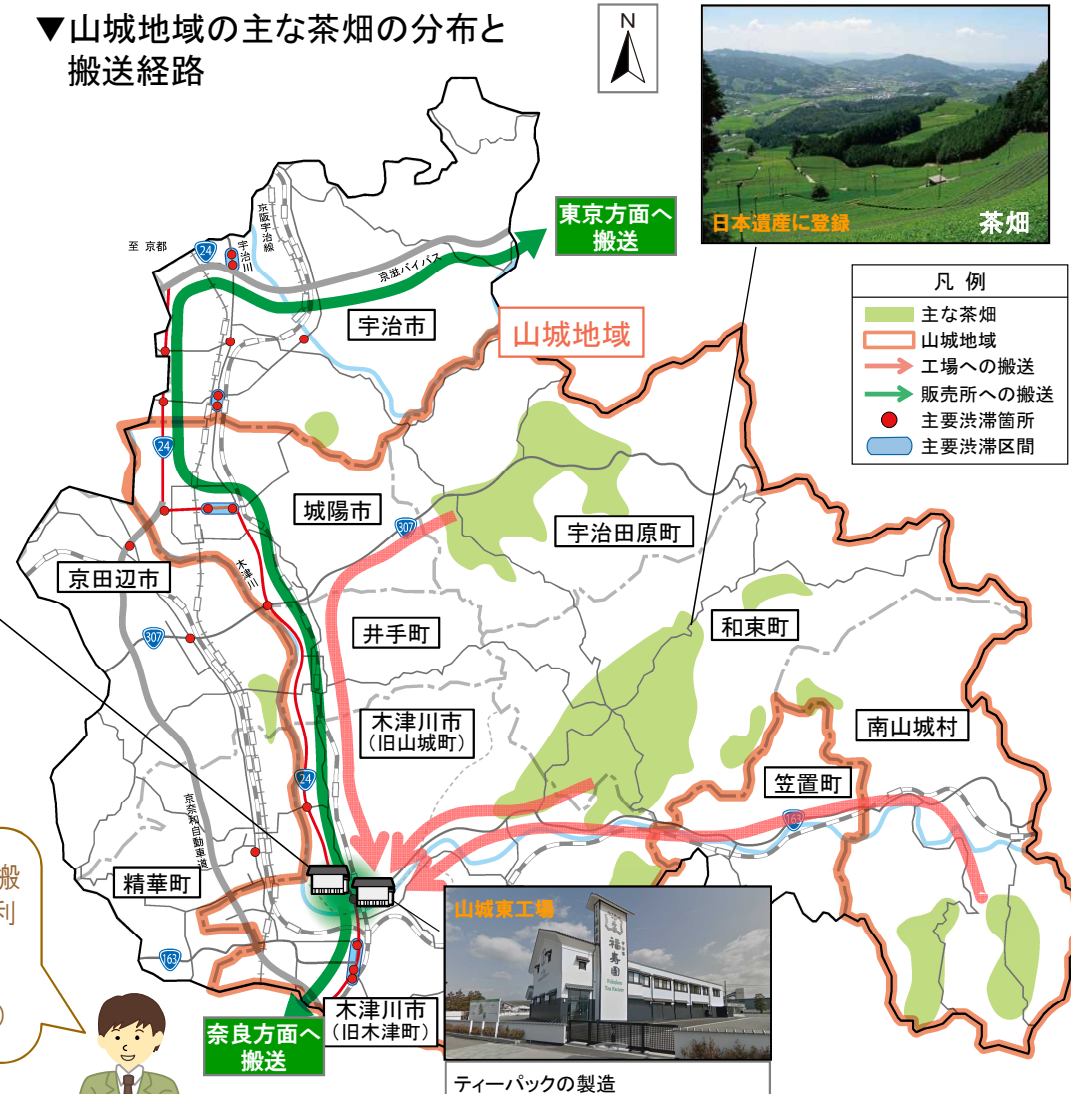 ▼山城地域の主な茶畑の分布と
搬送経路
N
日本遺産に登録
茶畑
東京方面へ
搬送
至 京都
24
宇治川
京阪宇治線
京滋バイパス
宇治市
山城地域
凡 例
主な茶畑
山城地域
工場への搬送
販売所への搬送
主要渋滞箇所
主要渋滞区間
24
城陽市
307
宇治田原町
京田辺市
木津川
307
井手町
和束町
木津川市
(旧山城町)
南山城村
笠置町
24
163
京奈和自動車道
精華町
搬
利
)
163
山城東工場
福寿園
木津川市
(旧木津町)
奈良方面へ
搬送
ティーパックの製造